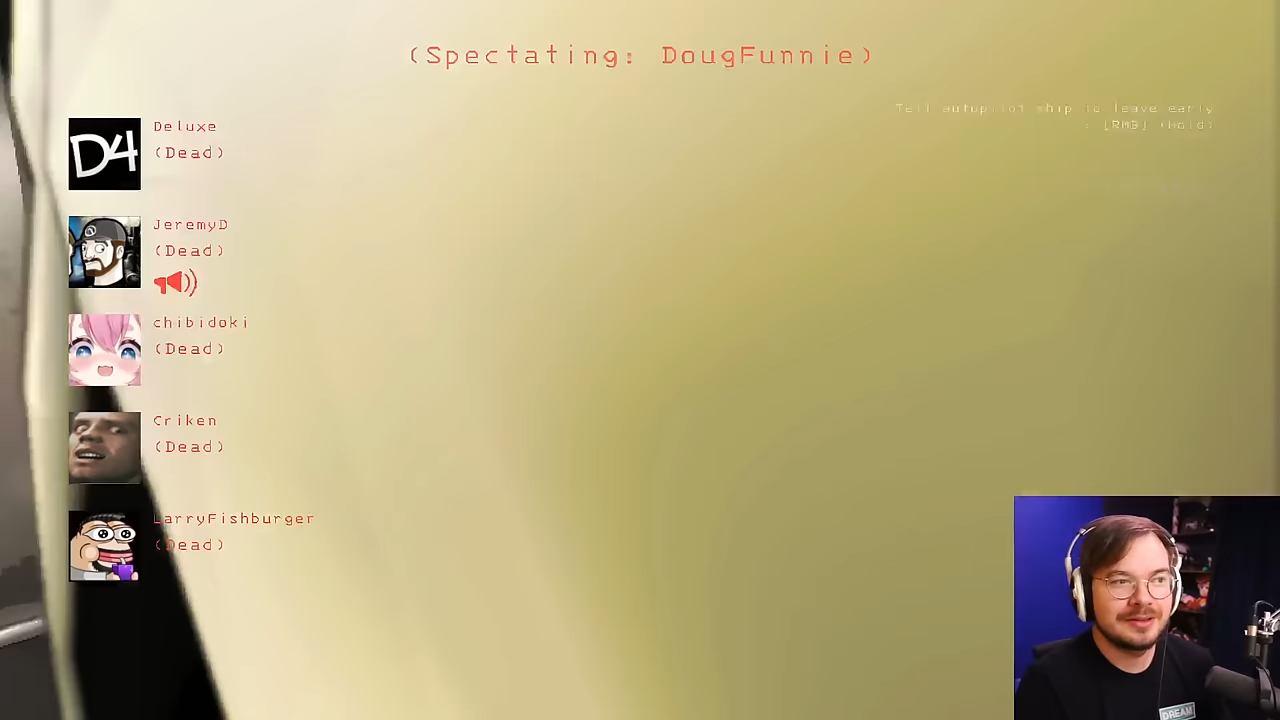 (Spectating: DougFunnie)
Tell autopilot ship to leave early
: [RMB] (Hold)
D4
Deluxe
(Dead)
JeremyD
(Dead)
chibidoki
(Dead)
Criken
(Dead)
LarryFishburger
(Dead)
DREAM